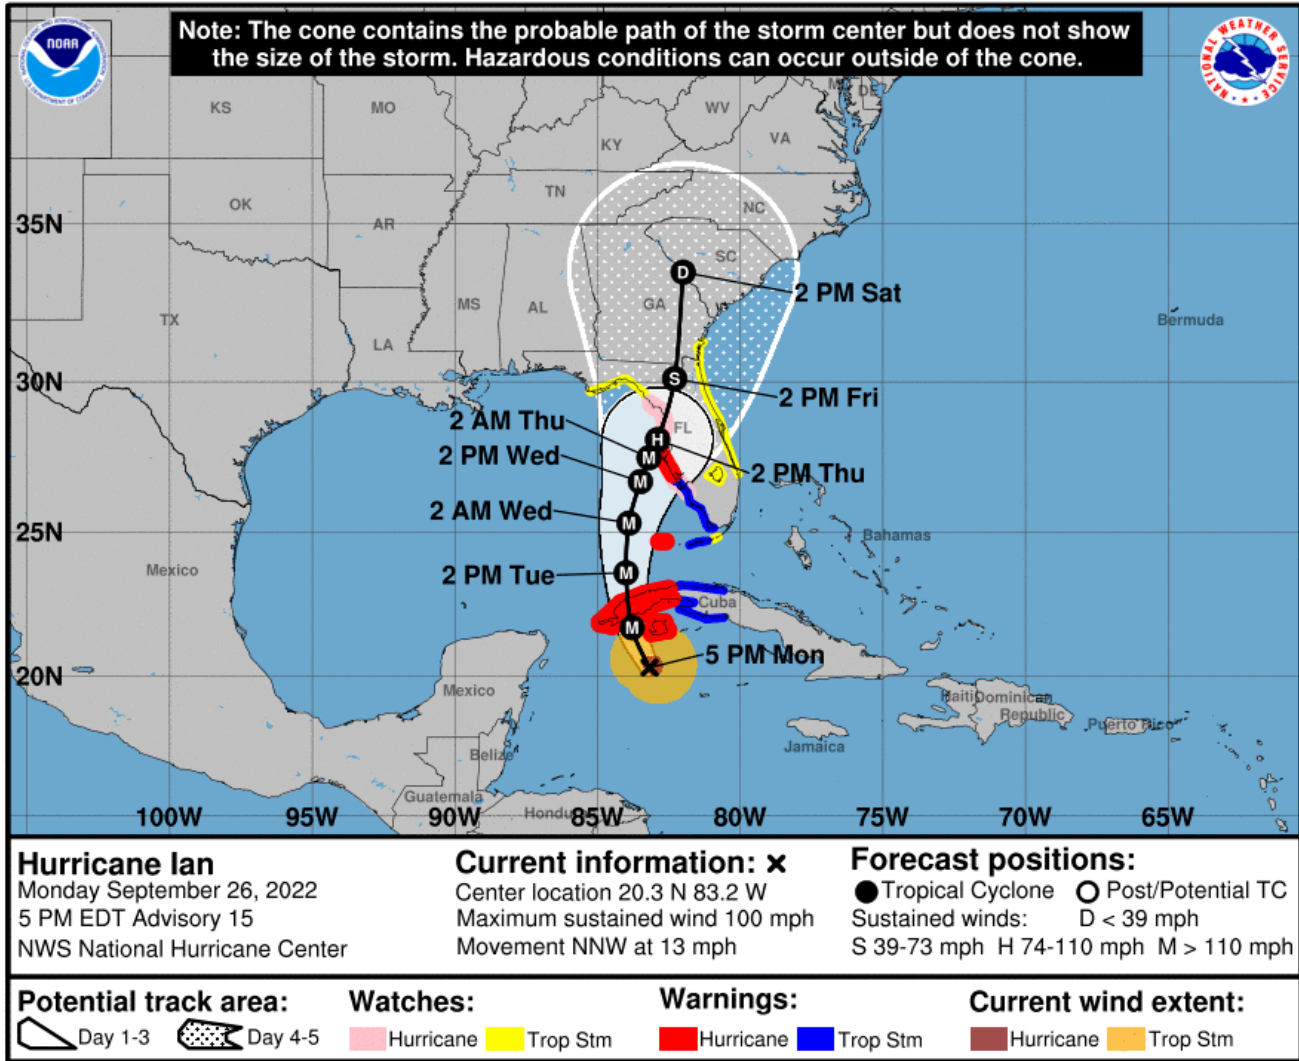 Note: The cone contains the probable path of the storm center but does not show
the size of the storm. Hazardous conditions can occur outside of the cone.
NOAA
NATIONAL WEATHER SERVICE
KS
MO
WV
DE
KY
VA
TN
NC
OK
AR
SC
35N
MS
AL
GA
2 PM Sat
TX
Bermuda
LA
30N
2 PM Fri
2 AM Thu
FL
2 PM Wed
2 PM Thu
2 AM Wed
25N
Bahamas
Mexico
2 PM Tue
Cuba
5 PM Mon
20N
Mexico
Haiti
Dominican
Republic
Puerto Rico
Jamaica
Belize
Guatemala
100W 95W 90W 85W 80W 75W 70W 65W
D
S
H
M
M
M
M
M
Hurricane Ian
Monday September 26, 2022
5 PM EDT Advisory 15
NWS National Hurricane Center
Current information: x
Center location 20.3 N 83.2 W
Maximum sustained wind 100 mph
Movement NNW at 13 mph
Forecast positions:
Tropical Cyclone Post/Potential TC
Sustained winds: D < 39 mph
S 39-73 mph H 74-110 mph M > 110 mph
Potential track area:
Day 1-3 Day 4-5
Watches:
Hurricane Trop Stm
Warnings:
Hurricane Trop Stm
Current wind extent:
Hurricane Trop Stm